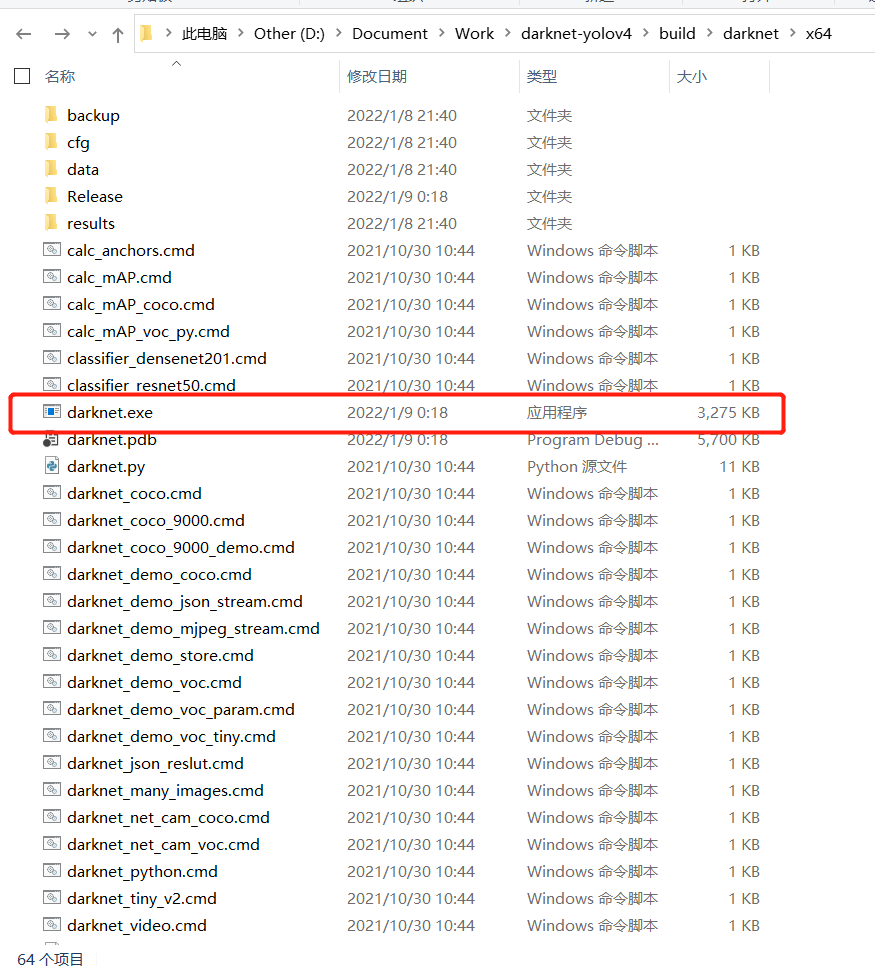 此电脑 > Other (D:) > Document > Work > darknet-yolov4 > build > darknet > x64
名称 修改日期 类型 大小
backup 2022/1/8 21:40 文件夹
cfg 2022/1/8 21:40 文件夹
data 2022/1/8 21:40 文件夹
Release 2022/1/9 0:18 文件夹
results 2022/1/8 21:40 文件夹
calc_anchors.cmd 2021/10/30 10:44 Windows 命令脚本 1 KB
calc_mAP.cmd 2021/10/30 10:44 Windows 命令脚本 1 KB
calc_mAP_coco.cmd 2021/10/30 10:44 Windows 命令脚本 1 KB
calc_mAP_voc_py.cmd 2021/10/30 10:44 Windows 命令脚本 1 KB
classifier_densenet201.cmd 2021/10/30 10:44 Windows 命令脚本 1 KB
classifier_resnet50.cmd 2021/10/30 10:44 Windows 命令脚本 1 KB
darknet.exe 2022/1/9 0:18 应用程序 3,275 KB
darknet.pdb 2022/1/9 0:18 Program Debug ... 5,700 KB
darknet.py 2021/10/30 10:44 Python 源文件 11 KB
darknet_coco.cmd 2021/10/30 10:44 Windows 命令脚本 1 KB
darknet_coco_9000.cmd 2021/10/30 10:44 Windows 命令脚本 1 KB
darknet_coco_9000_demo.cmd 2021/10/30 10:44 Windows 命令脚本 1 KB
darknet_demo_coco.cmd 2021/10/30 10:44 Windows 命令脚本 1 KB
darknet_demo_json_stream.cmd 2021/10/30 10:44 Windows 命令脚本 1 KB
darknet_demo_mjpeg_stream.cmd 2021/10/30 10:44 Windows 命令脚本 1 KB
darknet_demo_store.cmd 2021/10/30 10:44 Windows 命令脚本 1 KB
darknet_demo_voc.cmd 2021/10/30 10:44 Windows 命令脚本 1 KB
darknet_demo_voc_param.cmd 2021/10/30 10:44 Windows 命令脚本 1 KB
darknet_demo_voc_tiny.cmd 2021/10/30 10:44 Windows 命令脚本 1 KB
darknet_json_reslut.cmd 2021/10/30 10:44 Windows 命令脚本 1 KB
darknet_many_images.cmd 2021/10/30 10:44 Windows 命令脚本 1 KB
darknet_net_cam_coco.cmd 2021/10/30 10:44 Windows 命令脚本 1 KB
darknet_net_cam_voc.cmd 2021/10/30 10:44 Windows 命令脚本 1 KB
darknet_python.cmd 2021/10/30 10:44 Windows 命令脚本 1 KB
darknet_tiny_v2.cmd 2021/10/30 10:44 Windows 命令脚本 1 KB
darknet_video.cmd 2021/10/30 10:44 Windows 命令脚本 1 KB
64 个项目